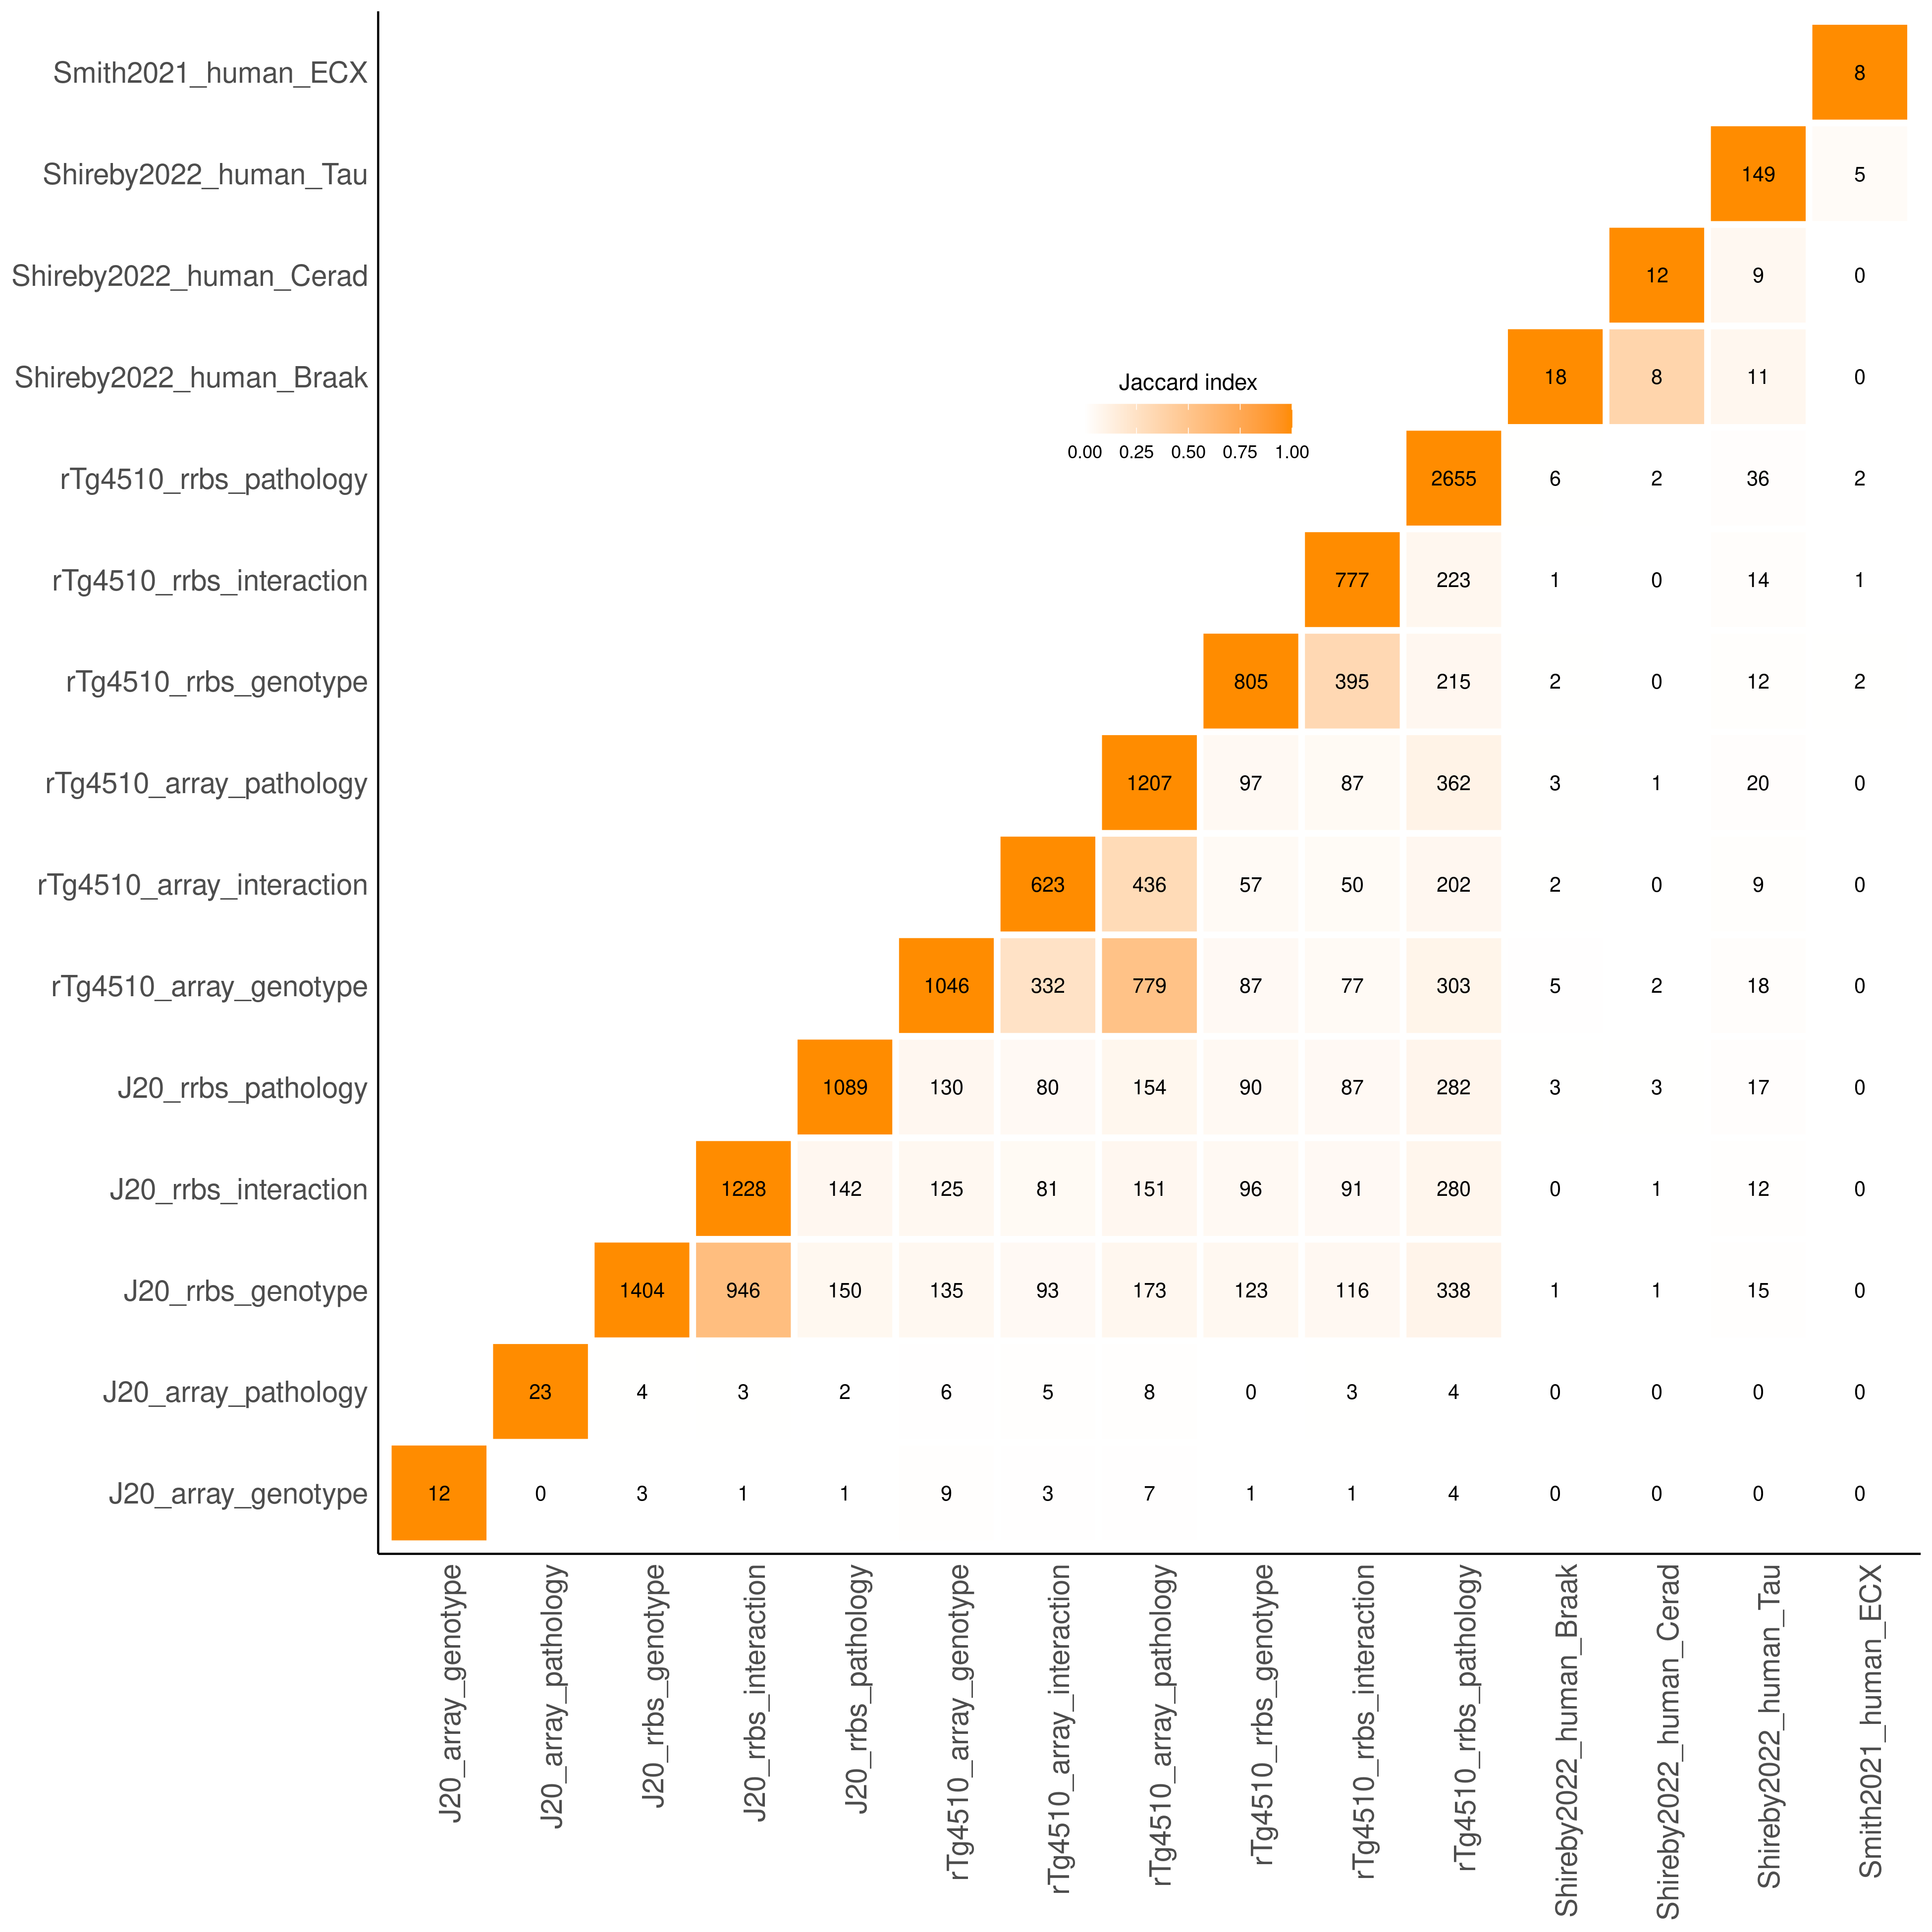 Smith2021_human_ECX 8
Shireby2022_human_Tau 149 5
Shireby2022_human_Cerad 12 9 0
Shireby2022_human_Braak 18 8 11 0
Jaccard index
0.00 0.25 0.50 0.75 1.00
rTg4510_rrbs_pathology 2655 6 2 36 2
rTg4510_rrbs_interaction 777 223 1 0 14 1
rTg4510_rrbs_genotype 805 395 215 2 0 12 2
rTg4510_array_pathology 1207 97 87 362 3 1 20 0
rTg4510_array_interaction 623 436 57 50 202 2 0 9 0
rTg4510_array_genotype 1046 332 779 87 77 303 5 2 18 0
J20_rrbs_pathology 1089 130 80 154 90 87 282 3 3 17 0
J20_rrbs_interaction 1228 142 125 81 151 96 91 280 0 1 12 0
J20_rrbs_genotype 1404 946 150 135 93 173 123 116 338 1 1 15 0
J20_array_pathology 23 4 3 2 6 5 8 0 3 4 0 0 0 0
J20_array_genotype 12 0 3 1 1 9 3 7 1 1 4 0 0 0 0
J20_array_genotype
J20_array_pathology
J20_rrbs_genotype
J20_rrbs_interaction
J20_rrbs_pathology
rTg4510_array_genotype
rTg4510_array_interaction
rTg4510_array_pathology
rTg4510_rrbs_genotype
rTg4510_rrbs_interaction
rTg4510_rrbs_pathology
Shireby2022_human_Braak
Shireby2022_human_Cerad
Shireby2022_human_Tau
Smith2021_human_ECX